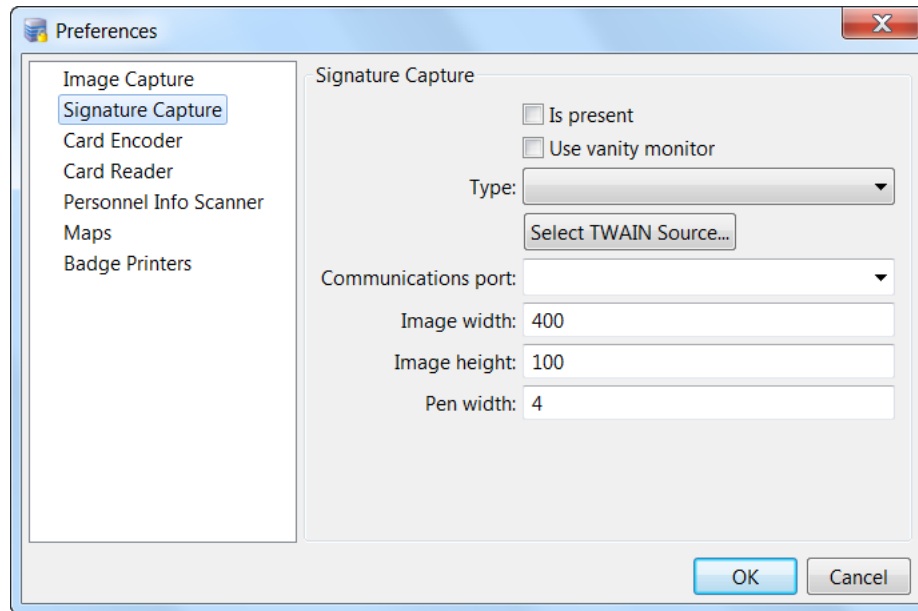 Preferences
Image Capture
Signature Capture
Card Encoder
Card Reader
Personnel Info Scanner
Maps
Badge Printers
Signature Capture
Is present
Use vanity monitor
Type:
Select TWAIN Source...
Communications port:
Image width: 400
Image height: 100
Pen width: 4
OK Cancel